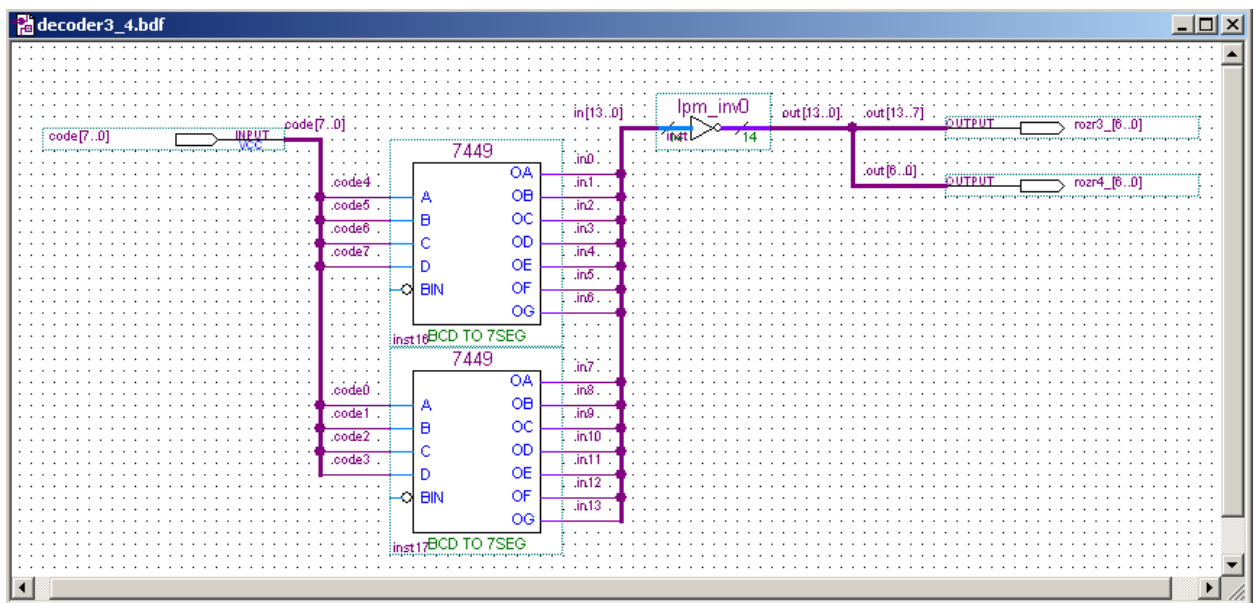 decoder3_4.bdf
code[7..0]
INPUT
VCC
code[7..0]
in[13..0]
lpm_inv0
inst
14
14
out[13..0]
out[13..7]
OUTPUT
rozr3_[6..0]
out[6..0]
OUTPUT
rozr4_[6..0]
7449
code4
code5
code6
code7
A
B
C
D
BIN
OA
OB
OC
OD
OE
OF
OG
in0
in1
in2
in3
in4
in5
in6
inst16
BCD TO 7SEG
7449
code0
code1
code2
code3
A
B
C
D
BIN
OA
OB
OC
OD
OE
OF
OG
in7
in8
in9
in10
in11
in12
in13
inst17
BCD TO 7SEG